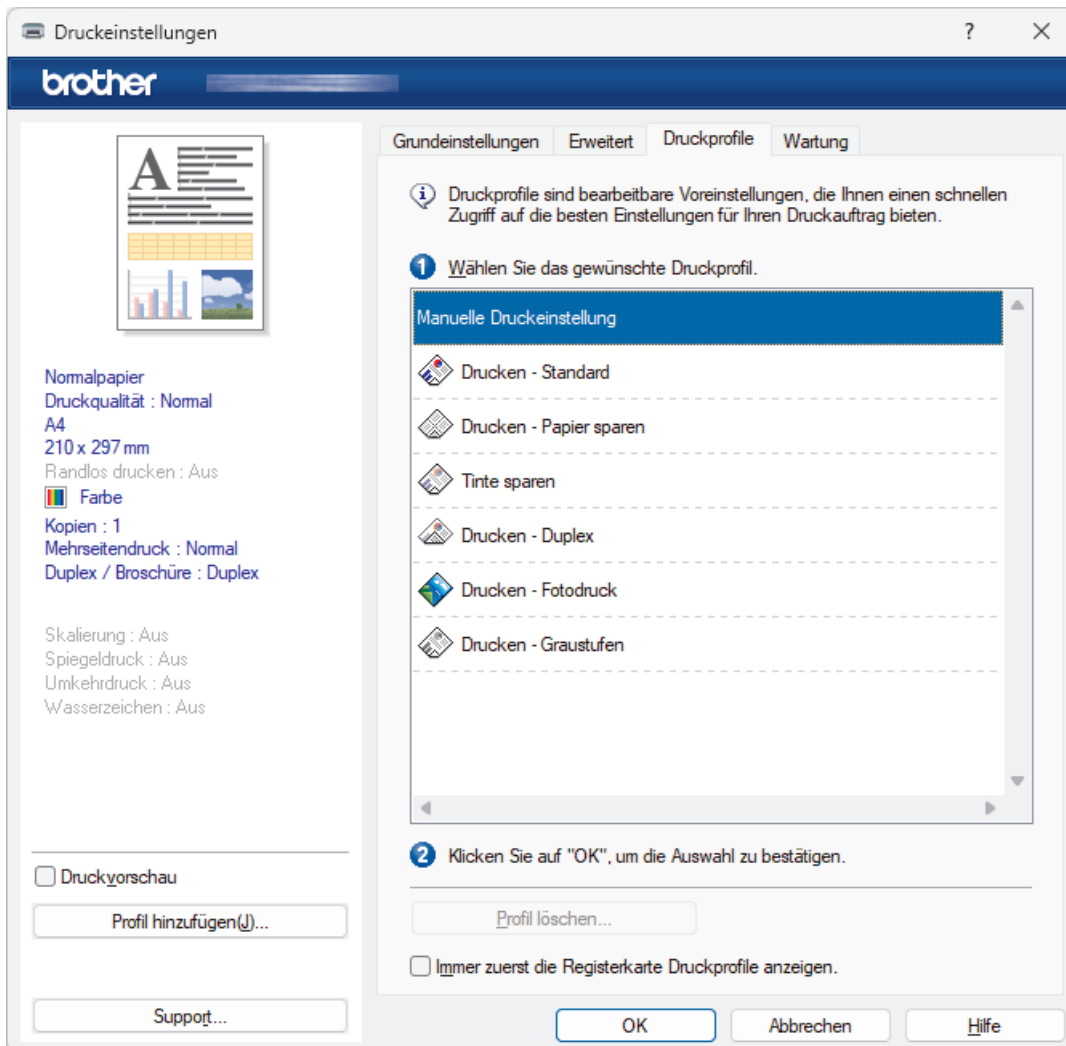 Druckeinstellungen
?
brother
A
Normalpapier
Druckqualität : Normal
A4
210 x 297 mm
Randlos drucken : Aus
Farbe
Kopien : 1
Mehrseitendruck : Normal
Duplex / Broschüre : Duplex
Skalierung : Aus
Spiegeldruck : Aus
Umkehrdruck : Aus
Wasserzeichen : Aus
Druckvorschau
Profil hinzufügen(J)...
Support...
Grundeinstellungen Erweitert Druckprofile Wartung
Druckprofile sind bearbeitbare Voreinstellungen, die Ihnen einen schnellen
Zugriff auf die besten Einstellungen für Ihren Druckauftrag bieten.
1 Wählen Sie das gewünschte Druckprofil.
Manuelle Druckeinstellung
Drucken - Standard
Drucken - Papier sparen
Tinte sparen
Drucken - Duplex
Drucken - Fotodruck
Drucken - Graustufen
2 Klicken Sie auf "OK", um die Auswahl zu bestätigen.
Profil löschen...
Immer zuerst die Registerkarte Druckprofile anzeigen.
OK Abbrechen Hilfe